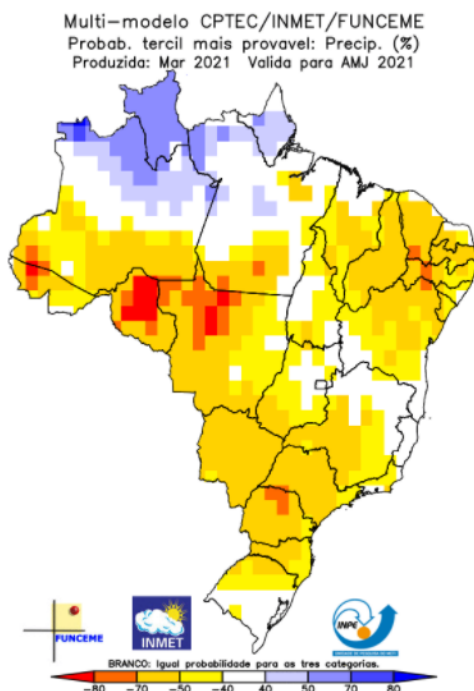 Multi-modelo CPTEC/INMET/FUNCEME
Probab. tercil mais provavel: Precip. (%)
Produzida: Mar 2021 Valida para AMJ 2021
FUNCEME
INMET
INPE
BRANCO: Igual probabilidade para as tres categorias.
-80 -70 -50 -40 40 50 70 80